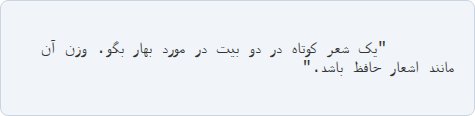 "یک شعر کوتاه در دو بیت در مورد بهار بگو. وزن آن
مانند اشعار حافظ باشد."